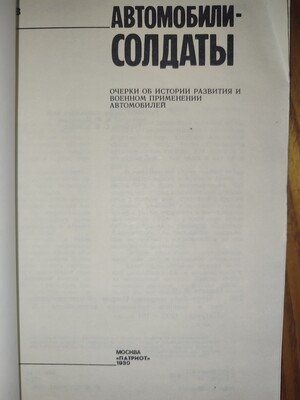 АВТОМОБИЛИ-
СОЛДАТЫ
ОЧЕРКИ ОБ ИСТОРИИ РАЗВИТИЯ И
ВОЕННОМ ПРИМЕНЕНИИ
АВТОМОБИЛЕЙ
МОСКВА
«ПАТРИОТ»
1990